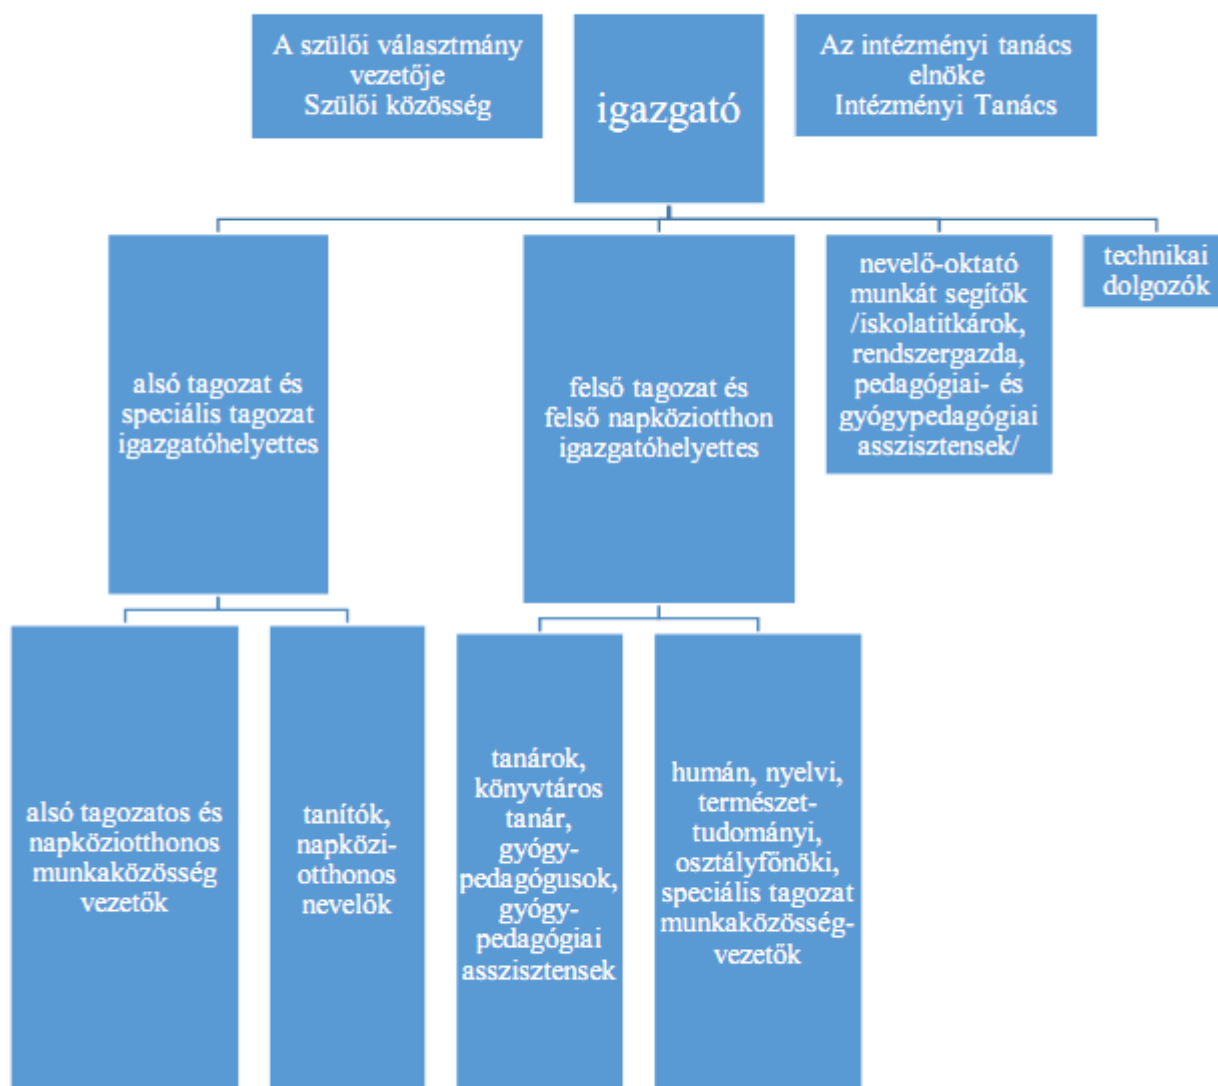 A szülői választmány
vezetője
Szülői közösség
igazgató
Az intézményi tanács
elnöke
Intézményi Tanács
alsó tagozat és
speciális tagozat
igazgatóhelyettes
felső tagozat és
felső napköziotthon
igazgatóhelyettes
nevelő-oktató
munkát segítők
/iskolatitkárok,
rendszergazda,
pedagógiai- és
gyógypedagógiai
asszisztensek/
technikai
dolgozók
alsó tagozatos és
napköziotthonos
munkaközösség
vezetők
tanítók,
napközi-
otthonos
nevelők
tanárok,
könyvtáros
tanár,
gyógy-
pedagógusok,
gyógy-
pedagógiai
asszisztensek
humán, nyelvi,
természet-
tudományi,
osztályfőnöki,
speciális tagozat
munkaközösség-
vezetők